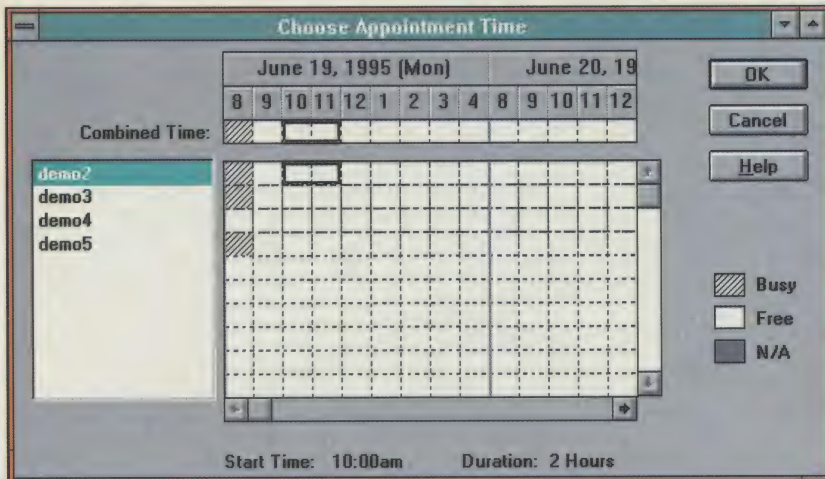 Choose Appointment Time
June 19, 1995 (Mon) June 20, 19
8 9 10 11 12 1 2 3 4 8 9 10 11 12
Combined Time:
demo2
demo3
demo4
demo5
OK
Cancel
Help
Busy
Free
N/A
Start Time: 10:00am Duration: 2 Hours